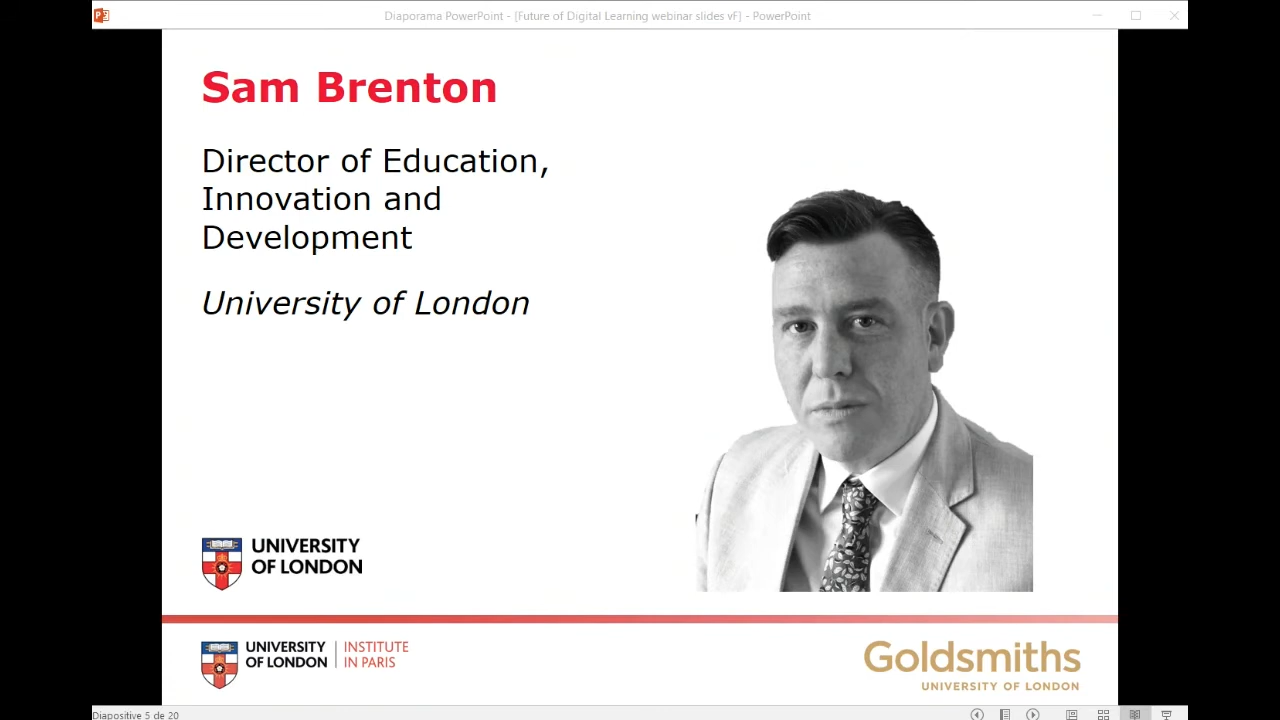 Diaporama PowerPoint - [Future of Digital Learning webinar slides vF] - PowerPoint
Sam Brenton
Director of Education,
Innovation and
Development
University of London
UNIVERSITY
OF LONDON
UNIVERSITY
OF LONDON
INSTITUTE
IN PARIS
Goldsmiths
UNIVERSITY OF LONDON
Diapositive 5 de 20